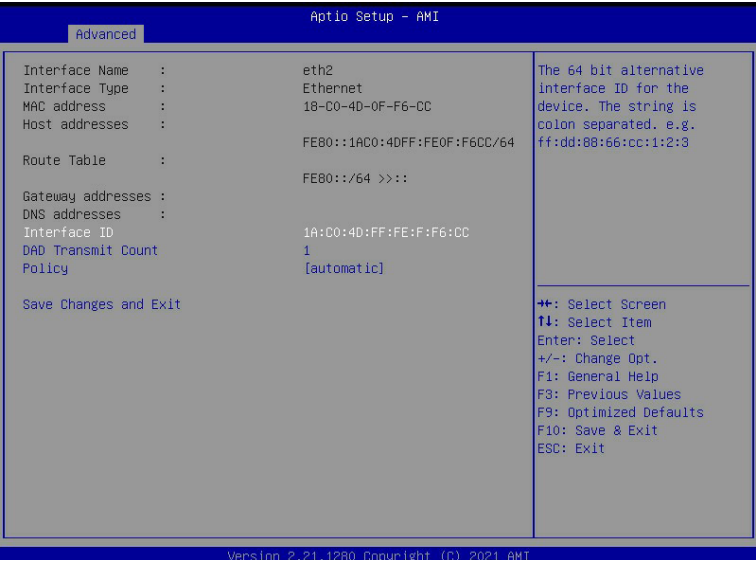 Aptio Setup - AMI
Advanced
Interface Name : eth2
Interface Type : Ethernet
MAC address : 18-C0-4D-0F-F6-CC
Host addresses :
FE80::1AC0:4DFF:FE0F:F6CC/64
Route Table :
FE80::/64 >>::
Gateway addresses :
DNS addresses :
Interface ID 1A:C0:4D:FF:FE:F:F6:CC
DAD Transmit Count 1
Policy [automatic]
Save Changes and Exit
The 64 bit alternative
interface ID for the
device. The string is
colon separated. e.g.
ff:dd:88:66:cc:1:2:3
→←: Select Screen
↑↓: Select Item
Enter: Select
+/-: Change Opt.
F1: General Help
F3: Previous Values
F9: Optimized Defaults
F10: Save & Exit
ESC: Exit
Version 2.21.1280 Copyright (C) 2021 AMI